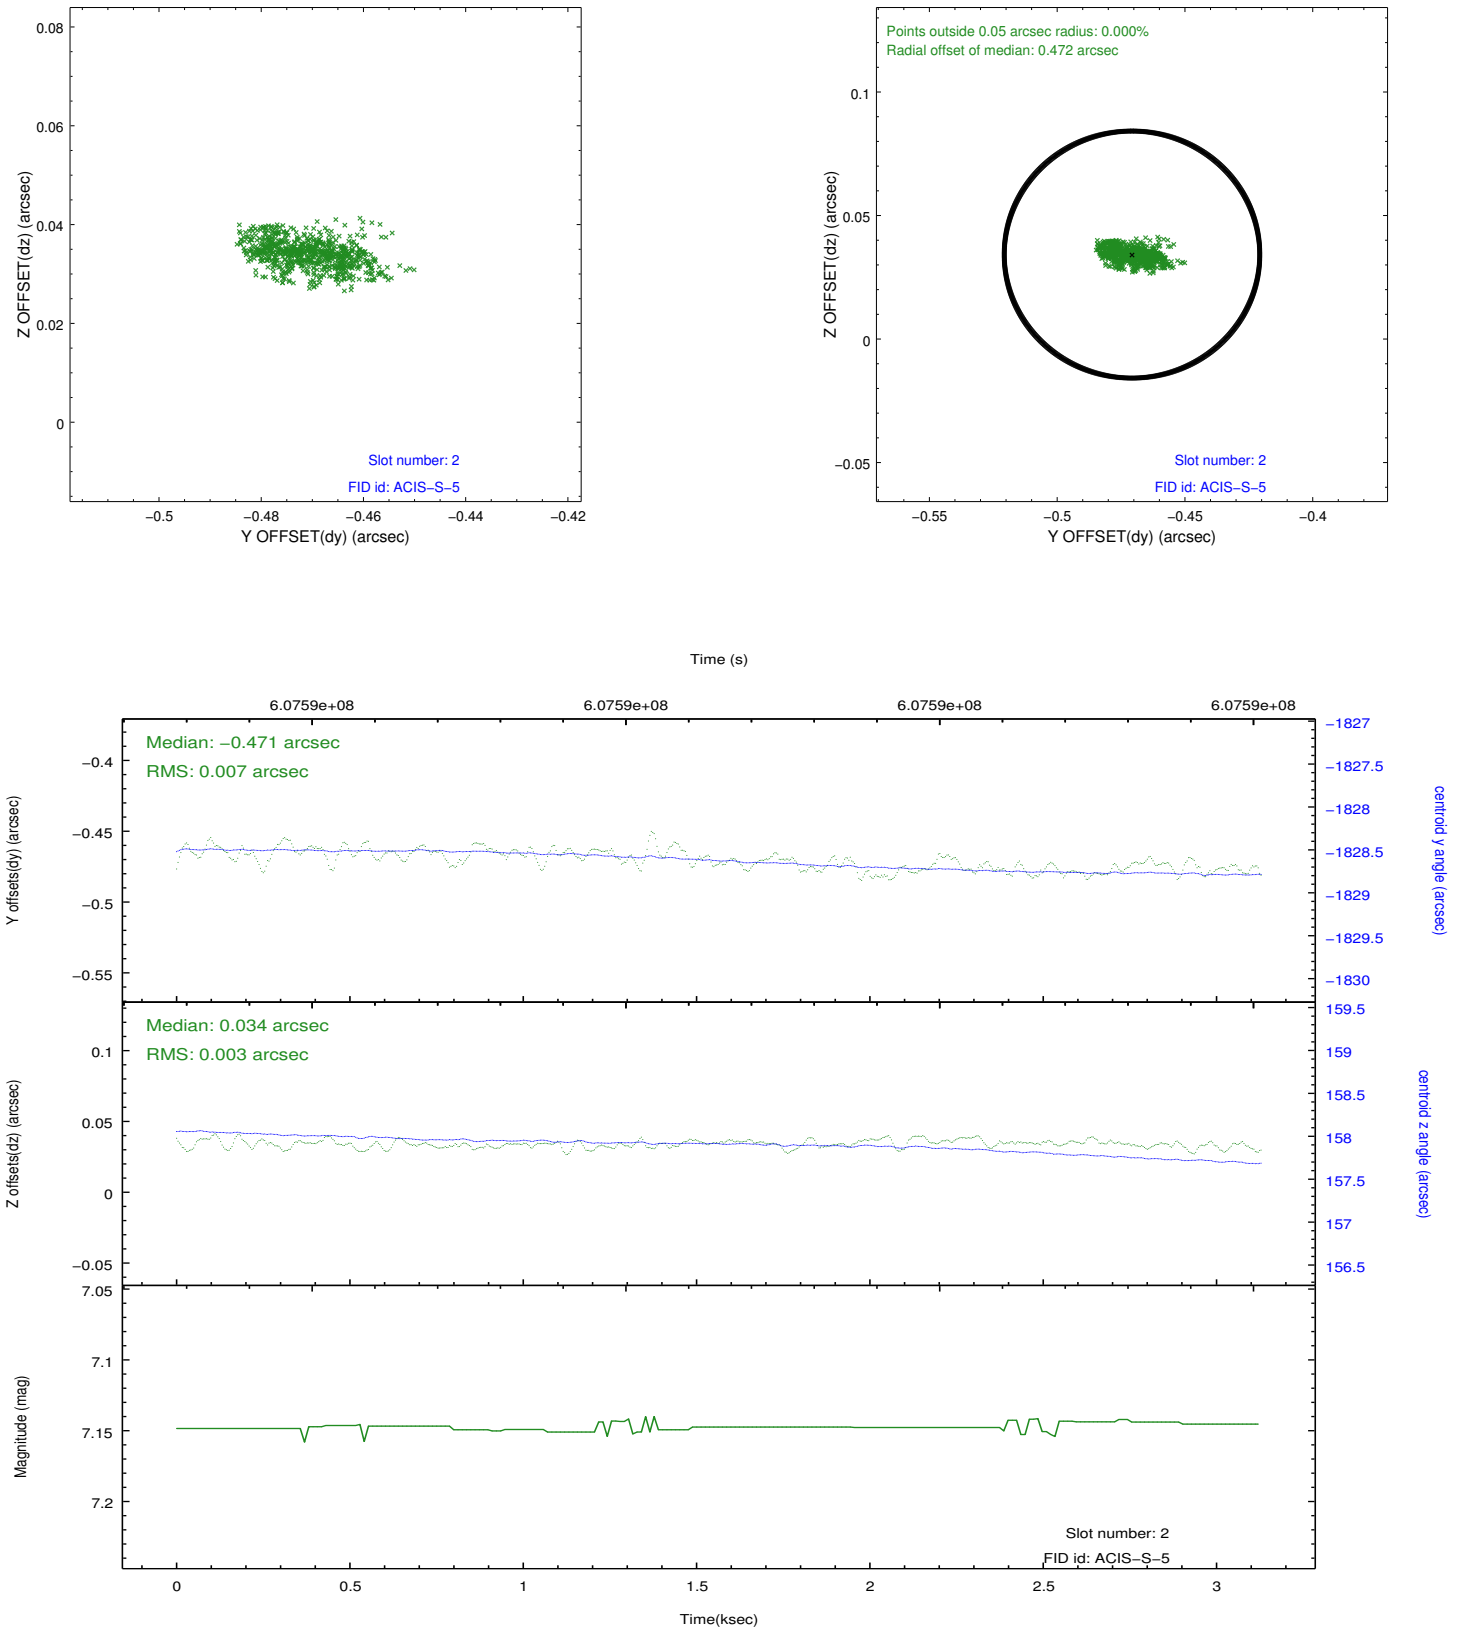 0.08
0.06
0.04
0.02
0
Z OFFSET(dz) (arcsec)
Slot number: 2
FID id: ACIS−S−5
−0.5 −0.48 −0.46 −0.44 −0.42
Y OFFSET(dy) (arcsec)
Points outside 0.05 arcsec radius: 0.000%
Radial offset of median: 0.472 arcsec
0.1
0.05
0
−0.05
Z OFFSET(dz) (arcsec)
Slot number: 2
FID id: ACIS−S−5
−0.55 −0.5 −0.45 −0.4
Y OFFSET(dy) (arcsec)
Time (s)
6.0759e+08 6.0759e+08 6.0759e+08 6.0759e+08
Median: −0.471 arcsec
RMS: 0.007 arcsec
−0.4
−0.45
−0.5
−0.55
Y offsets(dy) (arcsec)
−1827
−1827.5
−1828
−1828.5
−1829
−1829.5
−1830
centroid y angle (arcsec)
Median: 0.034 arcsec
RMS: 0.003 arcsec
0.1
0.05
0
−0.05
Z offsets(dz) (arcsec)
159.5
159
158.5
158
157.5
157
156.5
centroid z angle (arcsec)
7.05
7.1
7.15
7.2
Magnitude (mag)
Slot number: 2
FID id: ACIS−S−5
0 0.5 1 1.5 2 2.5 3
Time(ksec)